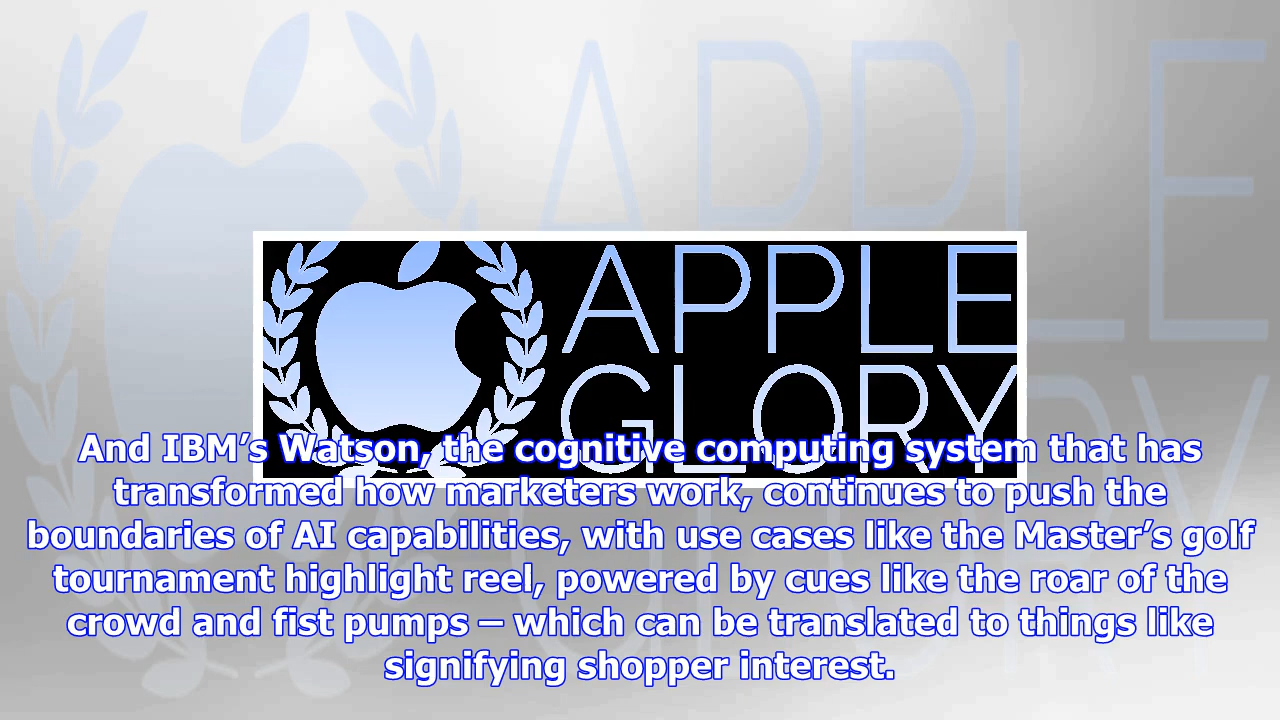 APPLE
GLORY
And IBM’s Watson, the cognitive computing system that has
transformed how marketers work, continues to push the
boundaries of AI capabilities, with use cases like the Master’s golf
tournament highlight reel, powered by cues like the roar of the
crowd and fist pumps – which can be translated to things like
signifying shopper interest.